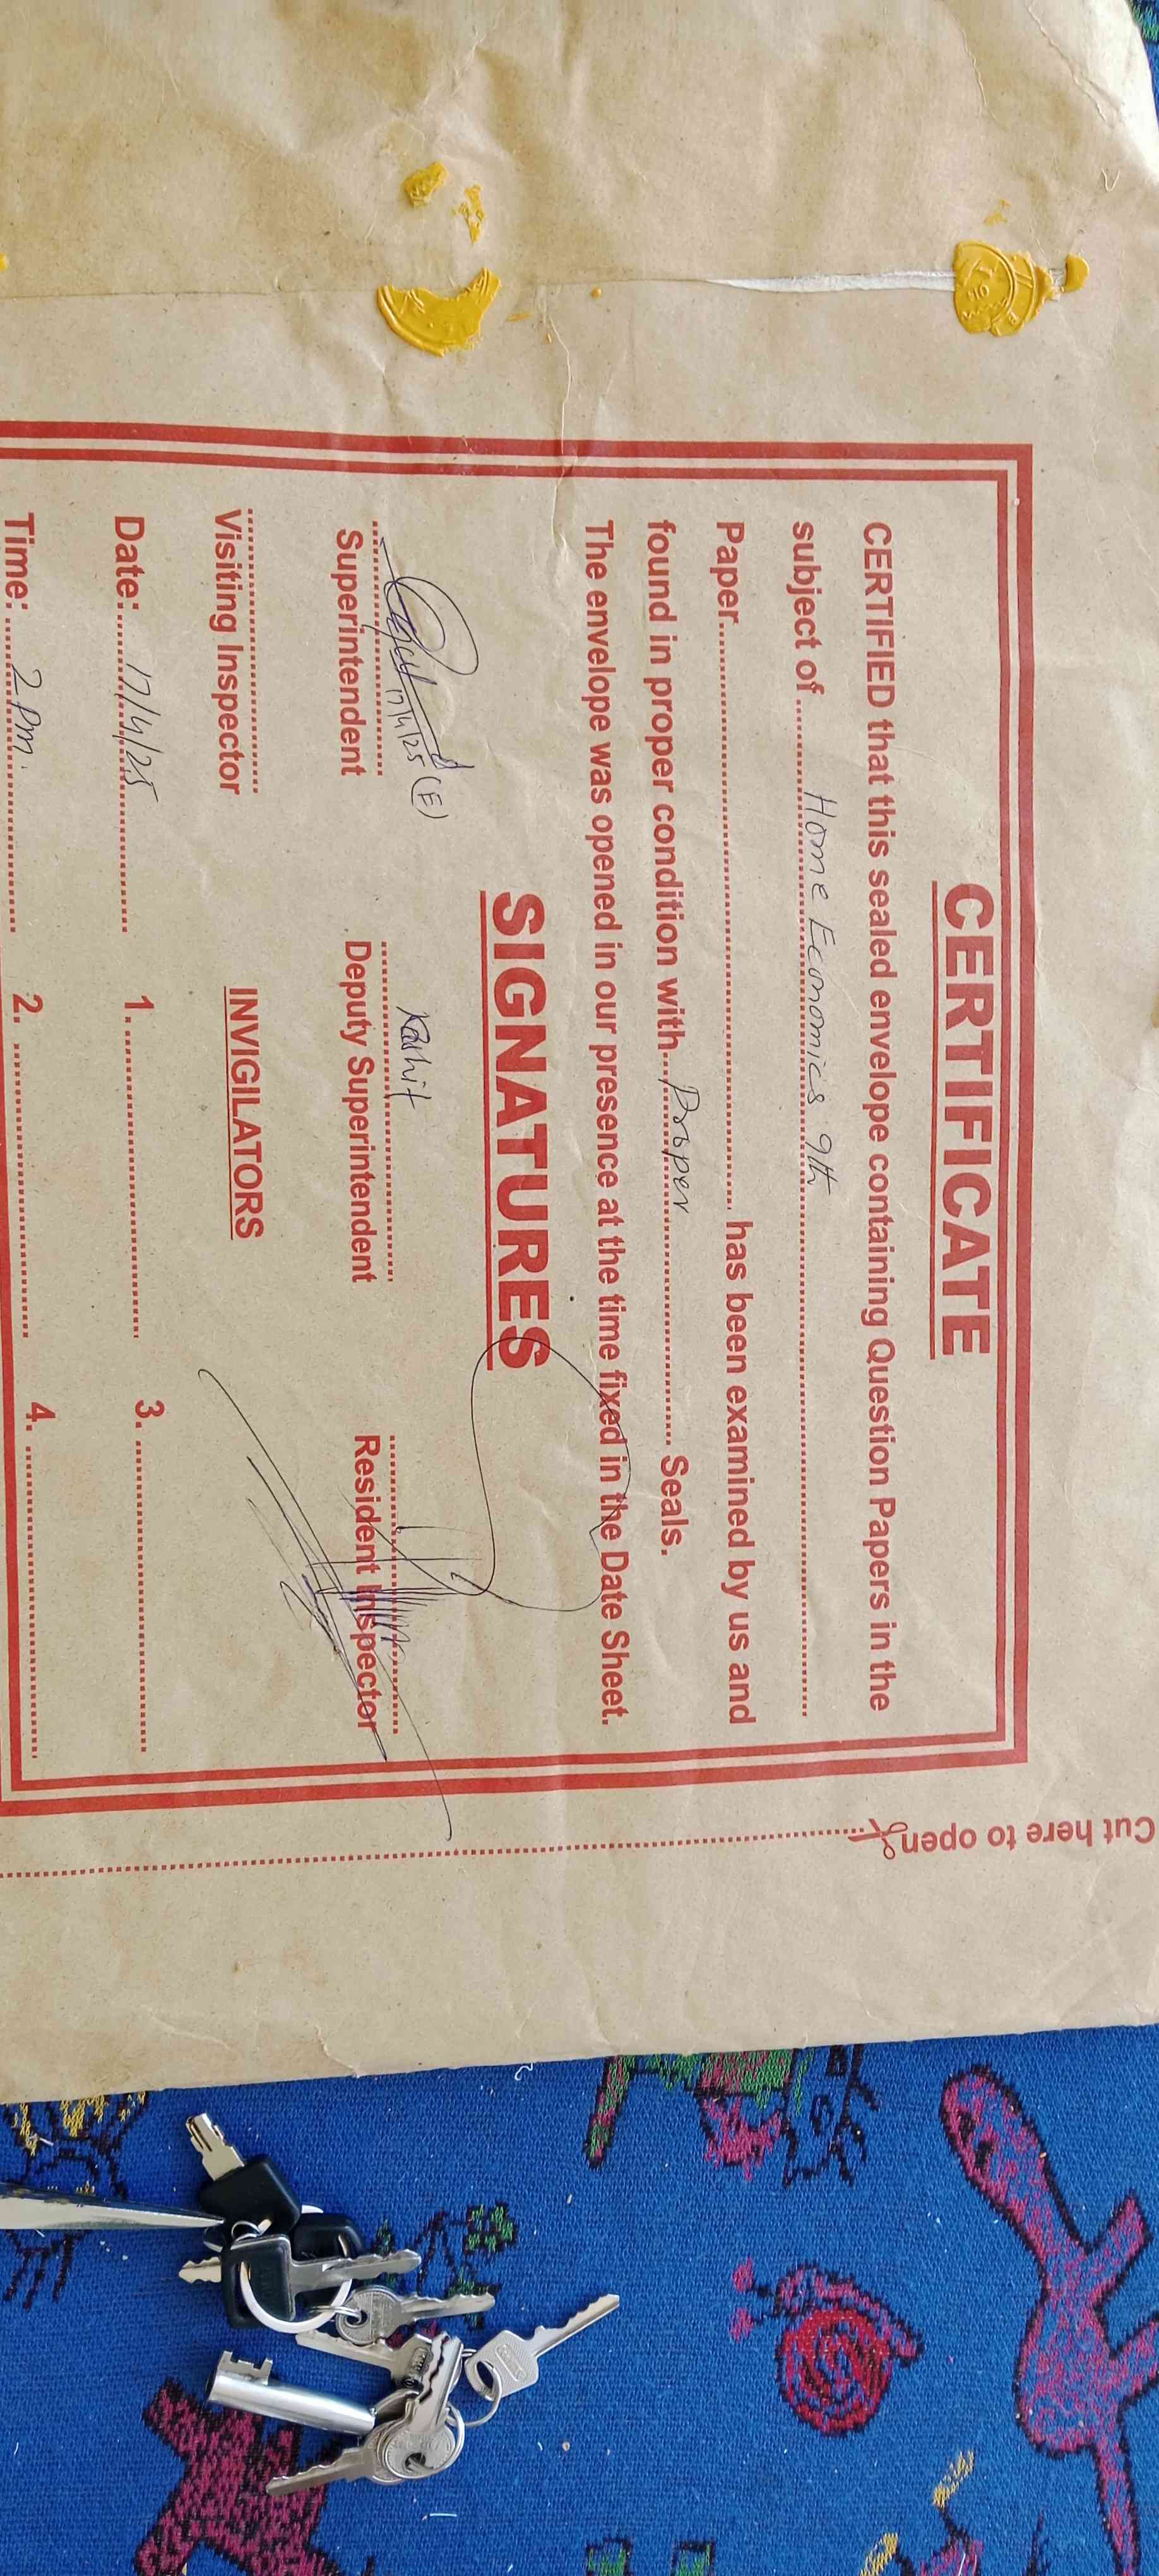 CERTIFICATE
CERTIFIED that this sealed envelope containing Question Papers in the
subject of Home Economics 9th
Paper has been examined by us and
found in proper condition with Proper Seals.
The envelope was opened in our presence at the time fixed in the Date Sheet.
SIGNATURES
17/4/25 (E) Kashif
Superintendent Deputy Superintendent Resident Inspector
Visiting Inspector INVIGILATORS
Date: 17/4/25 1. 3.
Time: 2 Pm. 2. 4.
Cut here to open